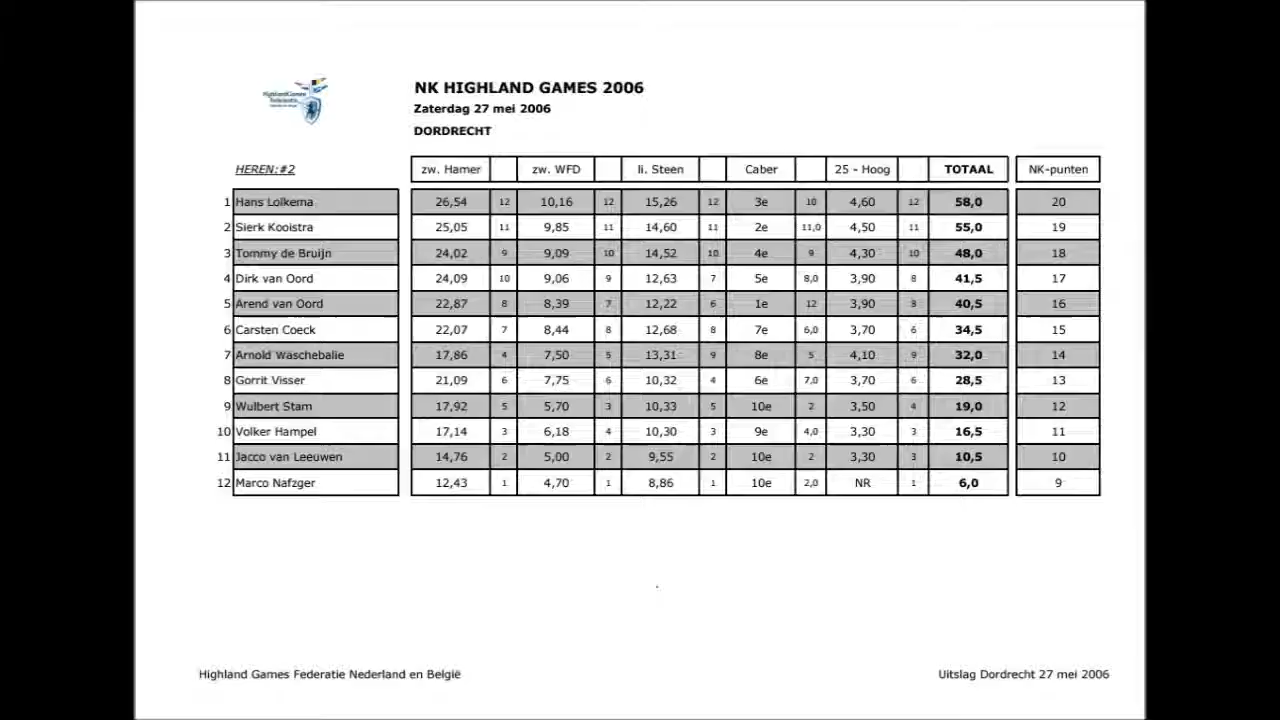 HighlandGames
Federatie
NK HIGHLAND GAMES 2006
Zaterdag 27 mei 2006
DORDRECHT
HEREN:#2 zw. Hamer zw. WFD li. Steen Caber 25 - Hoog TOTAAL NK-punten
1 Hans Lolkema 26,54 12 10,16 12 15,26 12 3e 10 4,60 12 58,0 20
2 Sierk Kooistra 25,05 11 9,85 11 14,60 11 2e 11,0 4,50 11 55,0 19
3 Tommy de Bruijn 24,02 9 9,09 10 14,52 10 4e 9 4,30 10 48,0 18
4 Dirk van Oord 24,09 10 9,06 9 12,63 7 5e 8,0 3,90 8 41,5 17
5 Arend van Oord 22,87 8 8,39 7 12,22 6 1e 12 3,90 8 40,5 16
6 Carsten Coeck 22,07 7 8,44 8 12,68 8 7e 6,0 3,70 6 34,5 15
7 Arnold Waschebalie 17,86 4 7,50 5 13,31 9 8e 5 4,10 9 32,0 14
8 Gorrit Visser 21,09 6 7,75 6 10,32 4 6e 7,0 3,70 6 28,5 13
9 Wulbert Stam 17,92 5 5,70 3 10,33 5 10e 2 3,50 4 19,0 12
10 Volker Hampel 17,14 3 6,18 4 10,30 3 9e 4,0 3,30 3 16,5 11
11 Jacco van Leeuwen 14,76 2 5,00 2 9,55 2 10e 2 3,30 3 10,5 10
12 Marco Nafzger 12,43 1 4,70 1 8,86 1 10e 2,0 NR 1 6,0 9
Highland Games Federatie Nederland en België Uitslag Dordrecht 27 mei 2006